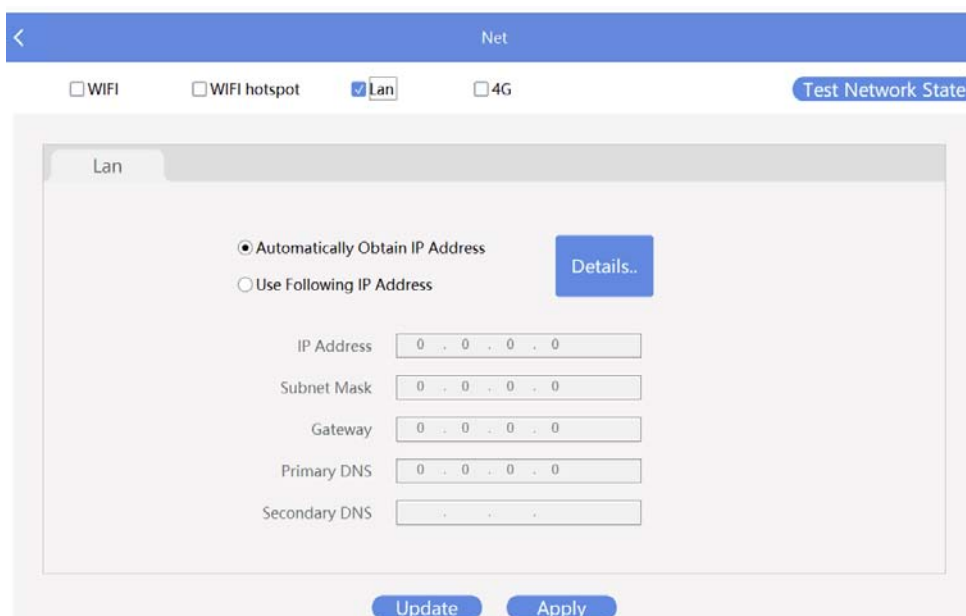 Net
WIFI WIFI hotspot Lan 4G Test Network State
Lan
Automatically Obtain IP Address
Details..
Use Following IP Address
IP Address 0 . 0 . 0 . 0
Subnet Mask 0 . 0 . 0 . 0
Gateway 0 . 0 . 0 . 0
Primary DNS 0 . 0 . 0 . 0
Secondary DNS . . .
Update Apply